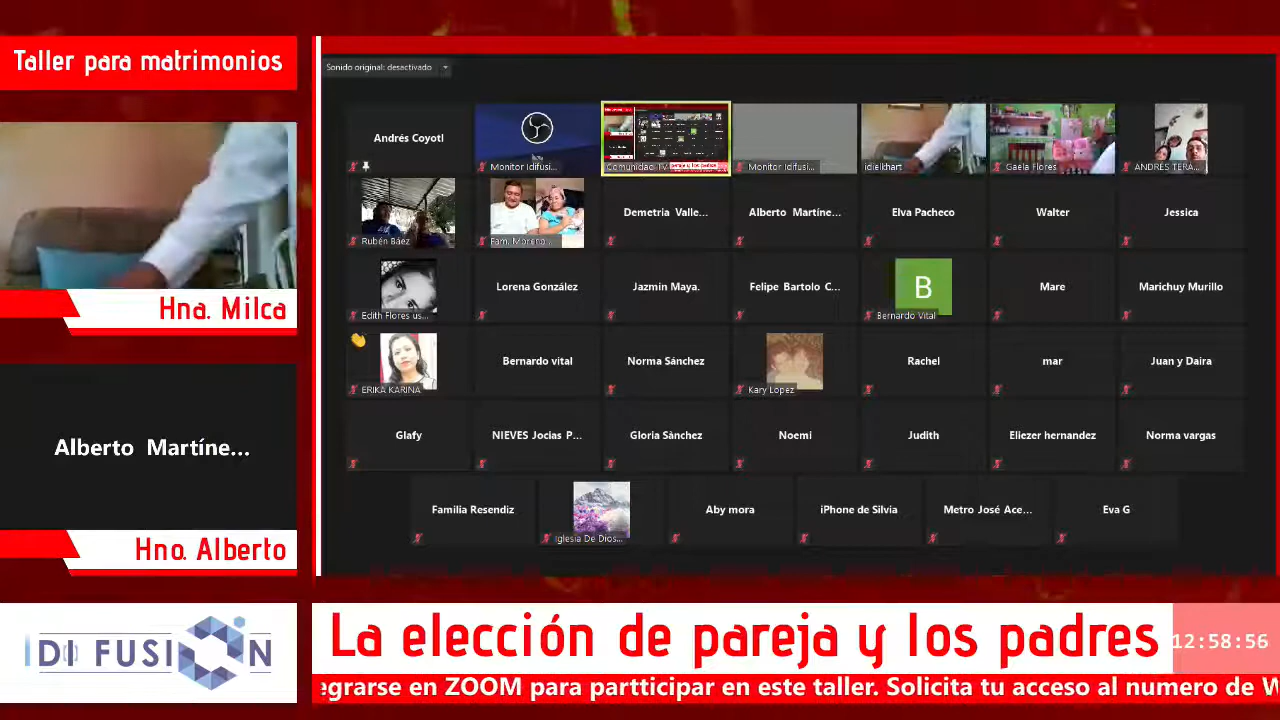 Taller para matrimonios
Hna. Milca
Alberto Martíne...
Hno. Alberto
IDIFUSIÓN
Sonido original: desactivado
Andrés Coyotl
Monitor Idifusi...
Comunidad TV
Monitor idifusi...
idielkhart
Gaela Flores
ANDRES TERA...
Rubén Báez
Fam. Moreno...
Demetria Valle...
Alberto Martíne...
Elva Pacheco
Walter
Jessica
Edith Flores us...
Lorena González
Jazmin Maya.
Felipe Bartolo C...
B
Bernardo Vital
Mare
Marichuy Murillo
ERIKA KARINA
Bernardo vital
Norma Sánchez
Kary Lopez
Rachel
mar
Juan y Daira
Glafy
NIEVES Jocias P...
Gloria Sànchez
Noemi
Judith
Eliezer hernandez
Norma vargas
Familia Resendiz
Iglesia De Dios...
Aby mora
iPhone de Silvia
Metro José Ace...
Eva G
La elección de pareja y los padres
12:58:56
egrarse en ZOOM para partticipar en este taller. Solicita tu acceso al numero de W